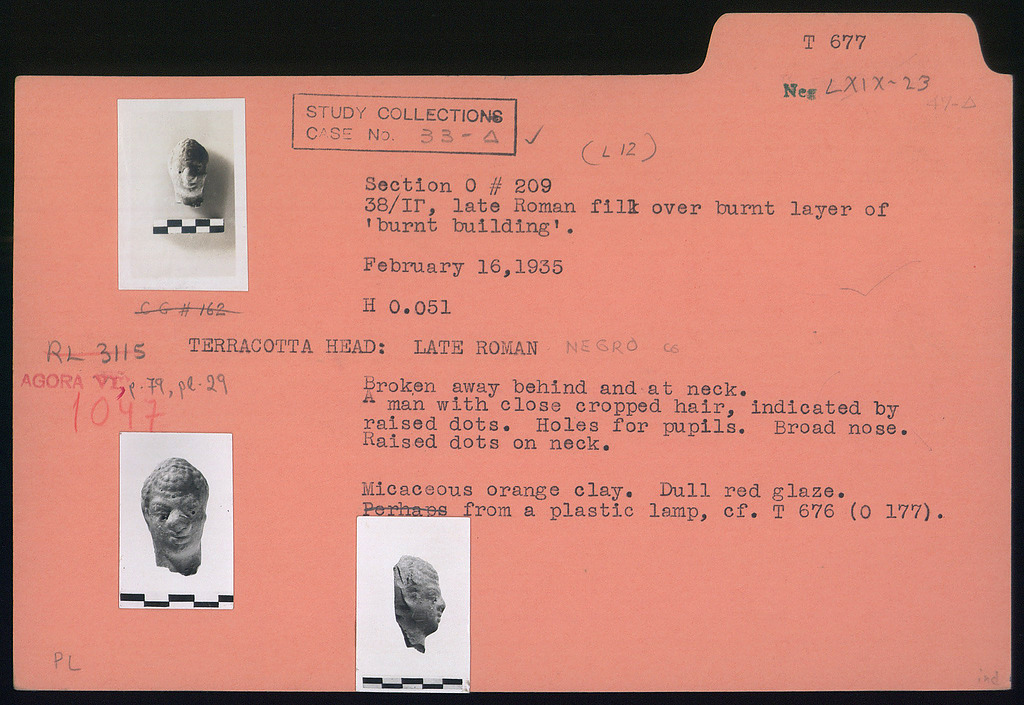 T 677
Neg LXIX-23
44-Δ
STUDY COLLECTIONS
CASE No. 33-Δ ✓
(L 12)
Section O # 209
38/ΙΓ, late Roman fill over burnt layer of
'burnt building'.
February 16,1935
C G # 162
H 0.051
RL 3115
TERRACOTTA HEAD: LATE ROMAN NEGRO CG
AGORA VI, p. 79, pl. 29
1047
Broken away behind and at neck.
A man with close cropped hair, indicated by
raised dots. Holes for pupils. Broad nose.
Raised dots on neck.
Micaceous orange clay. Dull red glaze.
Perhaps from a plastic lamp, cf. T 676 (O 177).
PL